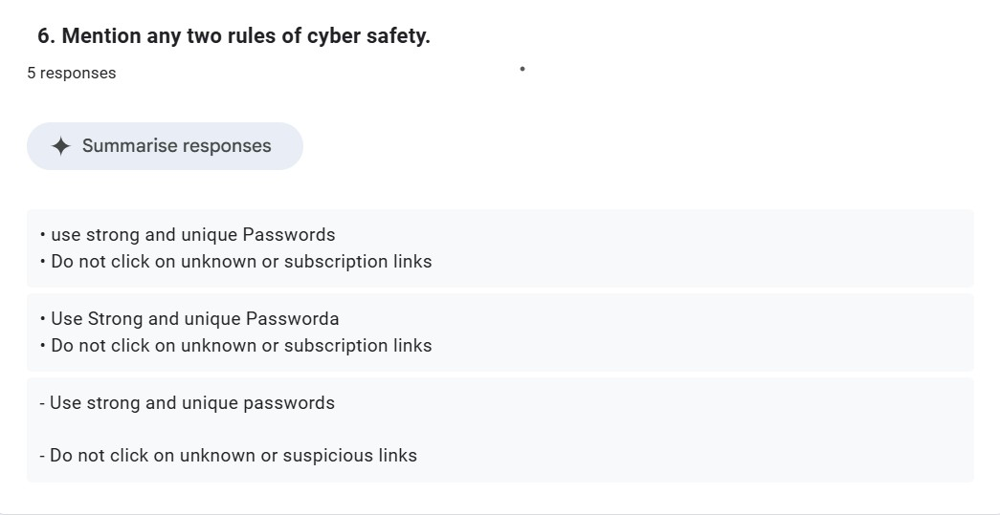 6. Mention any two rules of cyber safety.
5 responses
Summarise responses
• use strong and unique Passwords
• Do not click on unknown or subscription links
• Use Strong and unique Passworda
• Do not click on unknown or subscription links
- Use strong and unique passwords
- Do not click on unknown or suspicious links